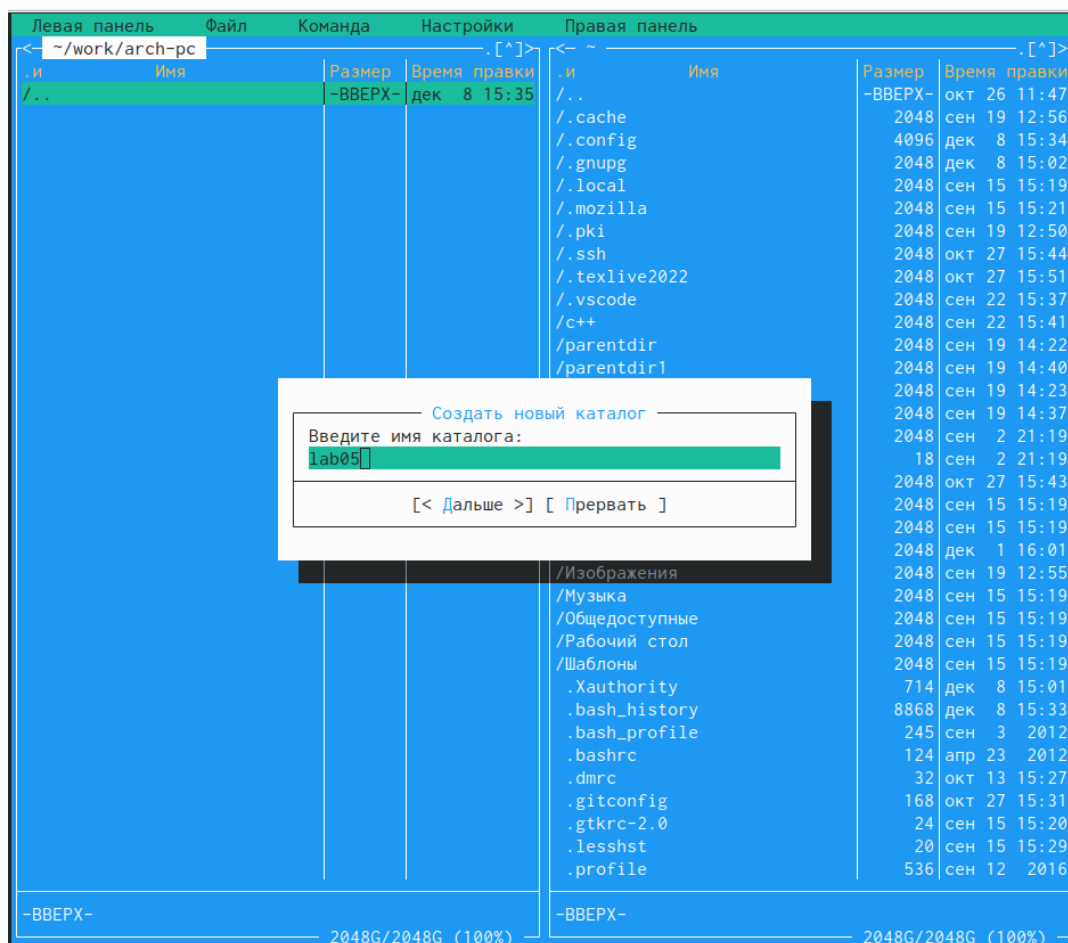 Левая панель Файл Команда Настройки Правая панель
<— ~/work/arch-pc .[^]> <— ~ .[^]>
.и Имя Размер Время правки .и Имя Размер Время правки
/.. -ВВЕРХ- дек 8 15:35 /.. -ВВЕРХ- окт 26 11:47
/.cache 2048 сен 19 12:56
/.config 4096 дек 8 15:34
/.gnupg 2048 дек 8 15:02
/.local 2048 сен 15 15:19
/.mozilla 2048 сен 15 15:21
/.pki 2048 сен 19 12:50
/.ssh 2048 окт 27 15:44
/.texlive2022 2048 окт 27 15:51
/.vscode 2048 сен 22 15:37
/c++ 2048 сен 22 15:41
/parentdir 2048 сен 19 14:22
/parentdir1 2048 сен 19 14:40
2048 сен 19 14:23
Создать новый каталог 2048 сен 19 14:37
Введите имя каталога: 2048 сен 2 21:19
lab05 18 сен 2 21:19
2048 окт 27 15:43
[< Дальше >] [ Прервать ] 2048 сен 15 15:19
2048 сен 15 15:19
2048 дек 1 16:01
/Изображения 2048 сен 19 12:55
/Музыка 2048 сен 15 15:19
/Общедоступные 2048 сен 15 15:19
/Рабочий стол 2048 сен 15 15:19
/Шаблоны 2048 сен 15 15:19
.Xauthority 714 дек 8 15:01
.bash_history 8868 дек 8 15:33
.bash_profile 245 сен 3 2012
.bashrc 124 апр 23 2012
.dmrc 32 окт 13 15:27
.gitconfig 168 окт 27 15:31
.gtkrc-2.0 24 сен 15 15:20
.lesshst 20 сен 15 15:29
.profile 536 сен 12 2016
-ВВЕРХ- -ВВЕРХ-
2048G/2048G (100%) 2048G/2048G (100%)